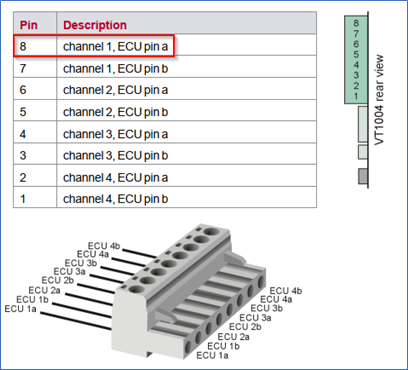 Pin Description
8 channel 1, ECU pin a
7 channel 1, ECU pin b
6 channel 2, ECU pin a
5 channel 2, ECU pin b
4 channel 3, ECU pin a
3 channel 3, ECU pin b
2 channel 4, ECU pin a
1 channel 4, ECU pin b
8
7
6
5
4
3
2
1
VT1004 rear view
ECU 4b
ECU 4a
ECU 3b
ECU 3a
ECU 2b
ECU 2a
ECU 1b
ECU 1a
ECU 4b
ECU 4a
ECU 3b
ECU 3a
ECU 2b
ECU 2a
ECU 1b
ECU 1a